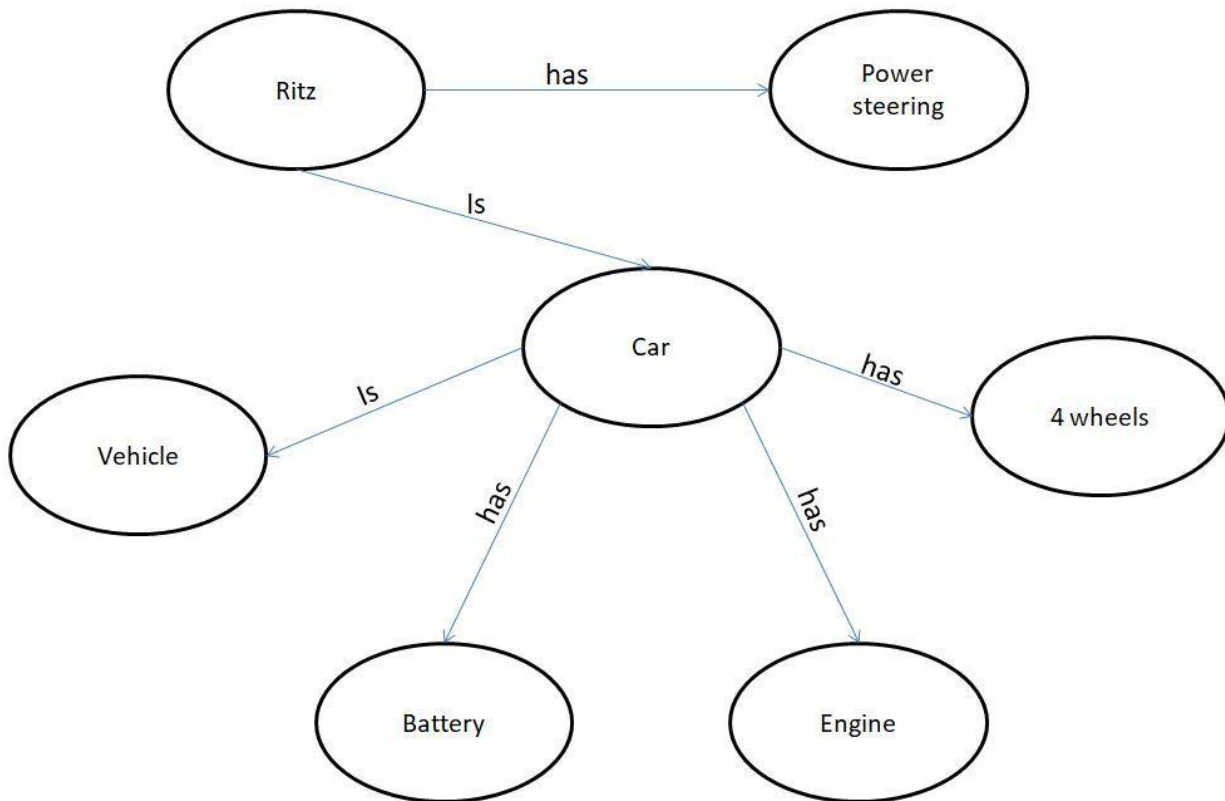 Ritz
has
Power
steering
Is
Car
Is
has
4 wheels
Vehicle
has
has
Battery
Engine